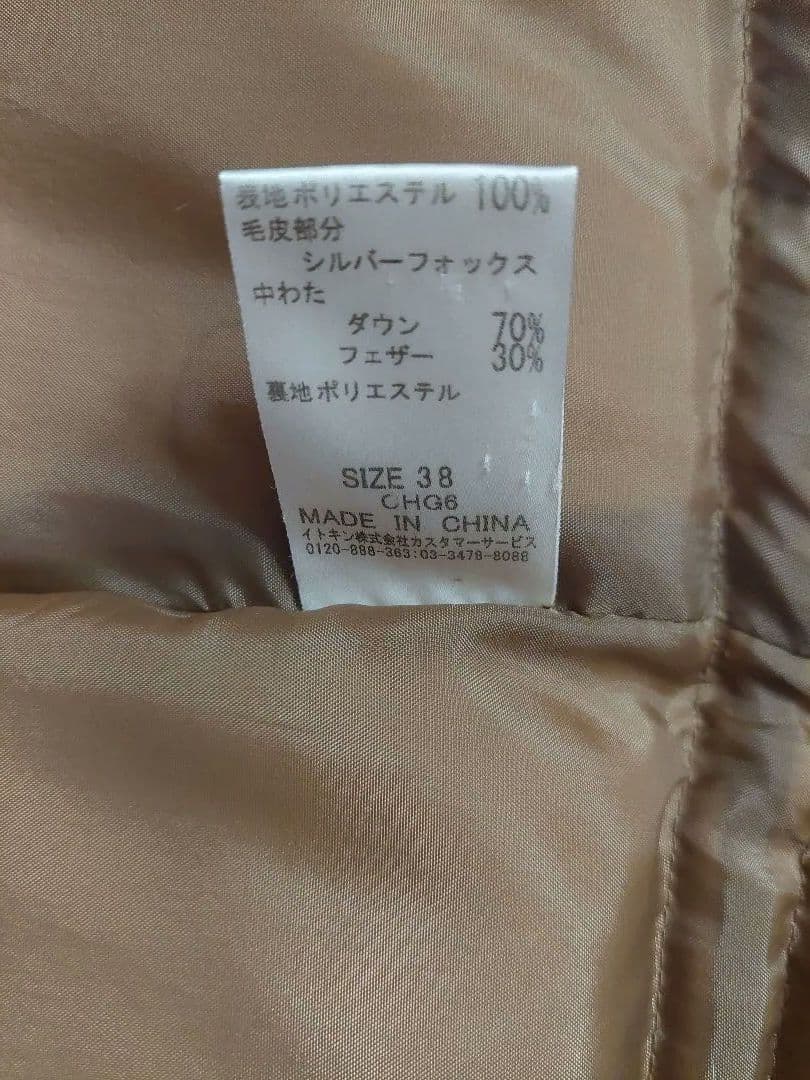 表地ポリエステル 100%
毛皮部分
シルバーフォックス
中わた
ダウン 70%
フェザー 30%
裏地ポリエステル
SIZE 38
CHG6
MADE IN CHINA
イトキン株式会社カスタマーサービス
0120-888-363:03-3478-8088